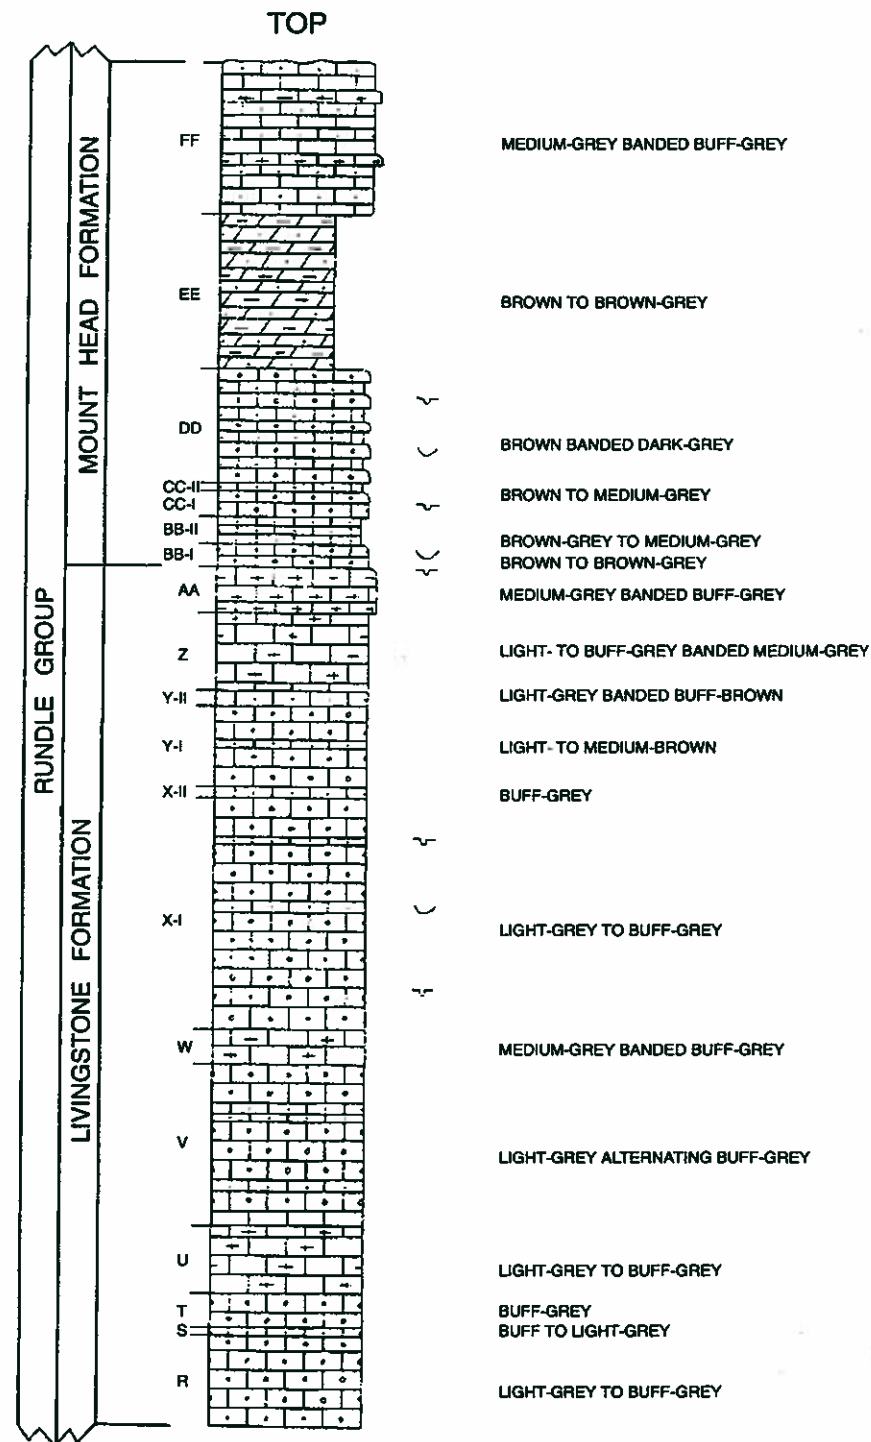 TOP
RUNDLE GROUP
MOUNT HEAD FORMATION
LIVINGSTONE FORMATION
FF MEDIUM-GREY BANDED BUFF-GREY
EE BROWN TO BROWN-GREY
DD BROWN BANDED DARK-GREY
CC-II
CC-I BROWN TO MEDIUM-GREY
BB-II BROWN-GREY TO MEDIUM-GREY
BB-I BROWN TO BROWN-GREY
AA MEDIUM-GREY BANDED BUFF-GREY
Z LIGHT- TO BUFF-GREY BANDED MEDIUM-GREY
Y-II LIGHT-GREY BANDED BUFF-BROWN
Y-I LIGHT- TO MEDIUM-BROWN
X-II BUFF-GREY
X-I LIGHT-GREY TO BUFF-GREY
W MEDIUM-GREY BANDED BUFF-GREY
V LIGHT-GREY ALTERNATING BUFF-GREY
U LIGHT-GREY TO BUFF-GREY
T BUFF-GREY
S BUFF TO LIGHT-GREY
R LIGHT-GREY TO BUFF-GREY